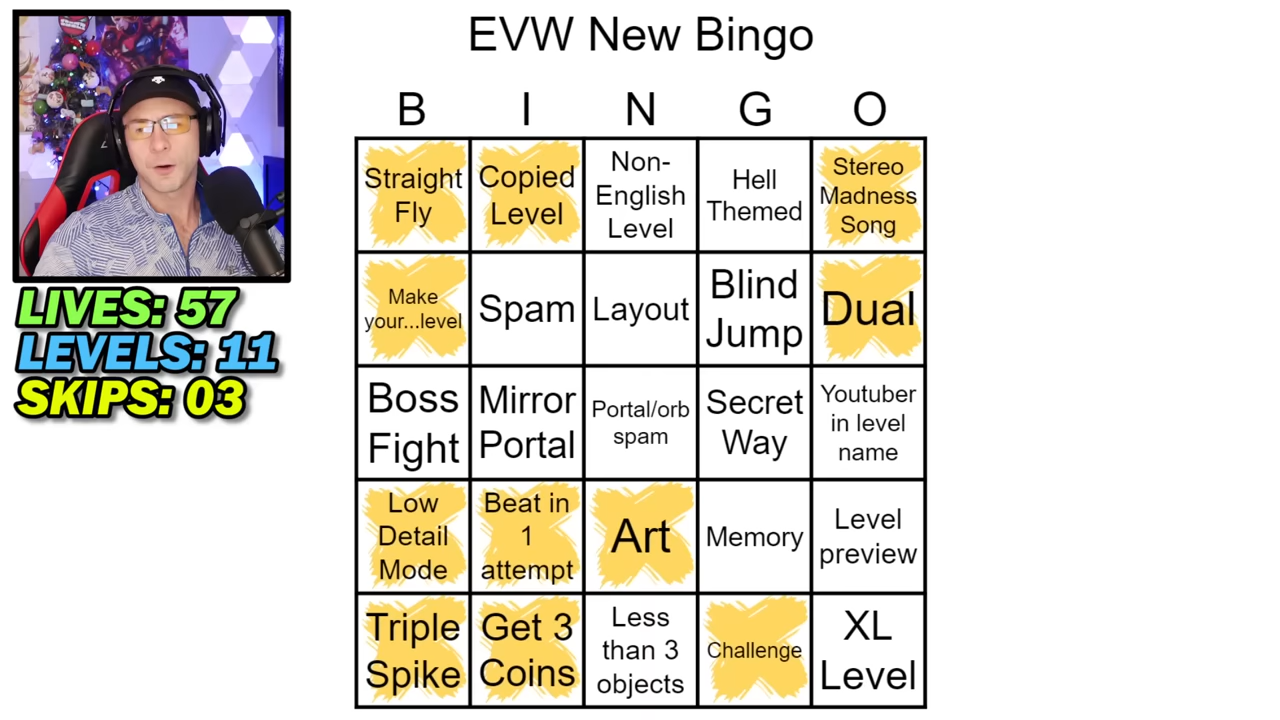 EVW New Bingo
B I N G O
Straight
Fly
Copied
Level
Non-
English
Level
Hell
Themed
Stereo
Madness
Song
Make
your...level
Spam
Layout
Blind
Jump
Dual
Boss
Fight
Mirror
Portal
Portal/orb
spam
Secret
Way
Youtuber
in level
name
Low
Detail
Mode
Beat in
1
attempt
Art
Memory
Level
preview
Triple
Spike
Get 3
Coins
Less
than 3
objects
Challenge
XL
Level
LIVES: 57
LEVELS: 11
SKIPS: 03